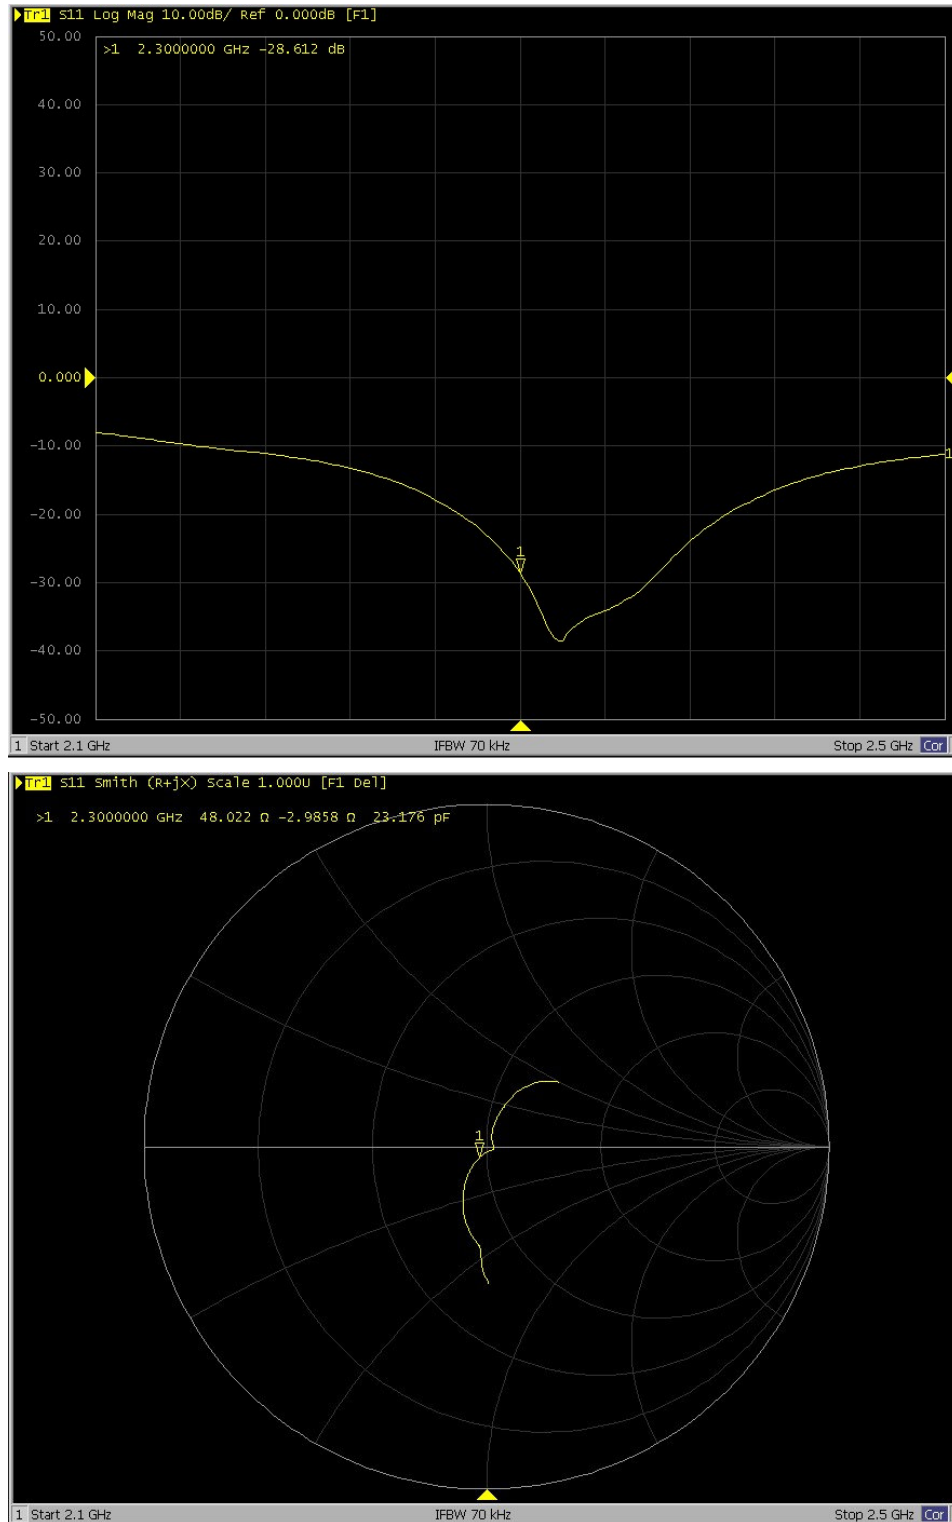 Tr1 S11 Log Mag 10.00dB/ Ref 0.000dB [F1]
50.00
>1 2.3000000 GHz -28.612 dB
40.00
30.00
20.00
10.00
0.000
-10.00
1
-20.00
1
-30.00
-40.00
-50.00
1 Start 2.1 GHz IFBW 70 kHz Stop 2.5 GHz Cor
Tr1 S11 Smith (R+jX) Scale 1.000U [F1 Del]
>1 2.3000000 GHz 48.022 Ω -2.9858 Ω 23.176 pF
1
1 Start 2.1 GHz IFBW 70 kHz Stop 2.5 GHz Cor